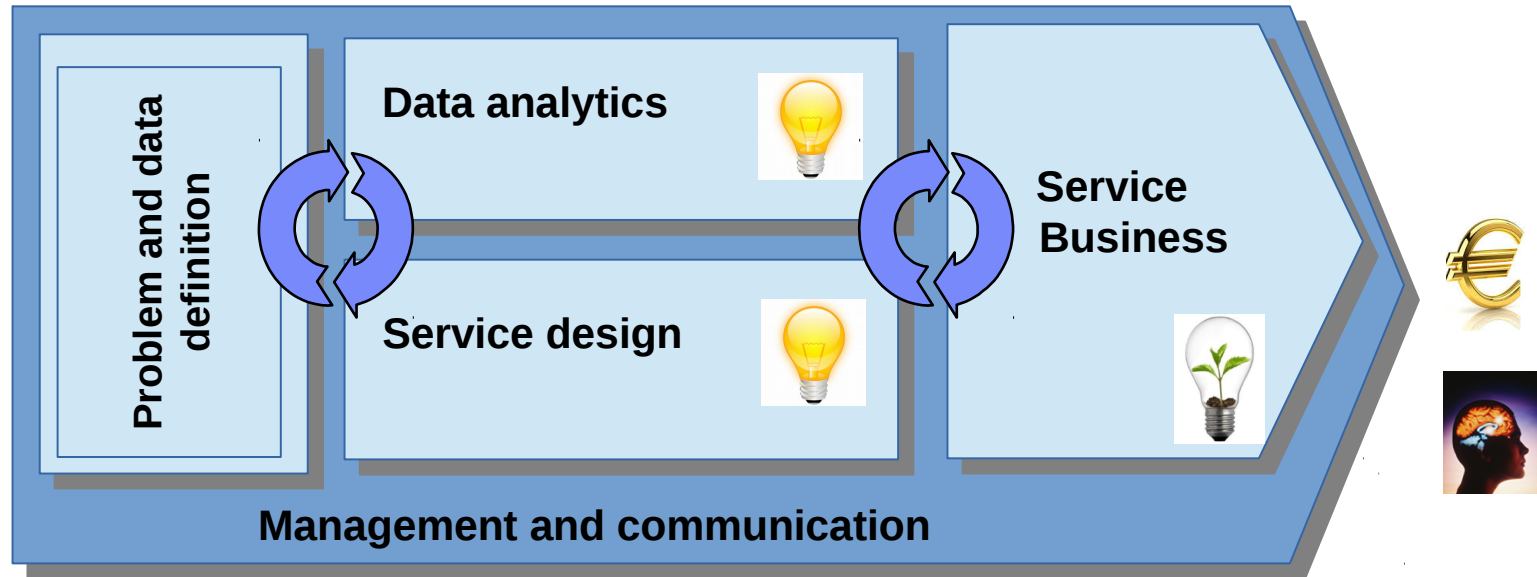 Problem and data
definition
Data analytics
Service design
Service
Business
Management and communication